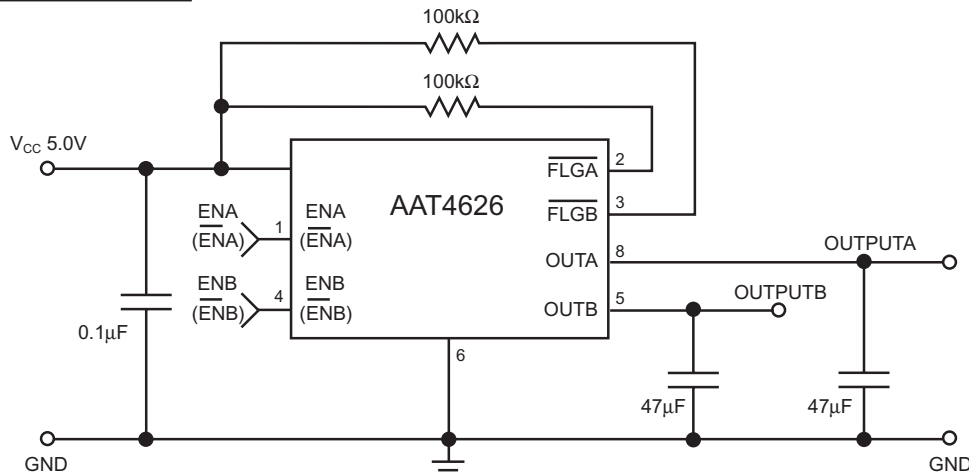 100kΩ
100kΩ
V_CC 5.0V
FLGA
2
FLGB
3
AAT4626
ENA
(ENA)
1
ENA
(ENA)
OUTA
8
OUTPUTA
ENB
(ENB)
4
ENB
(ENB)
OUTB
5
OUTPUTB
0.1μF
6
47μF
47μF
GND
GND